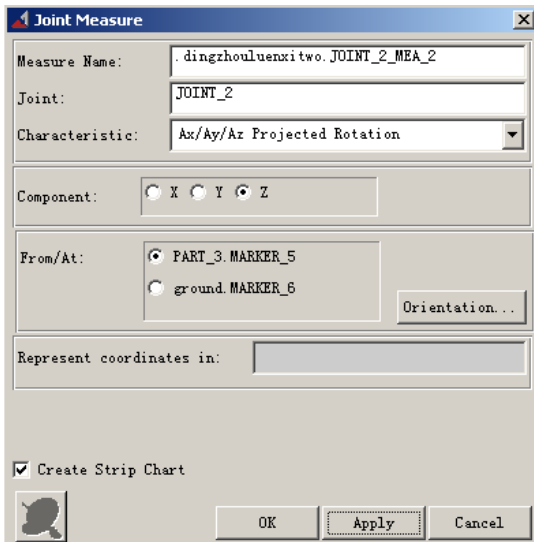 Joint Measure
Measure Name: .dingzhouluenxitwo.JOINT_2_MEA_2
Joint: JOINT_2
Characteristic: Ax/Ay/Az Projected Rotation
Component: X Y Z
From/At: PART_3.MARKER_5
ground.MARKER_6
Orientation...
Represent coordinates in:
Create Strip Chart
OK Apply Cancel